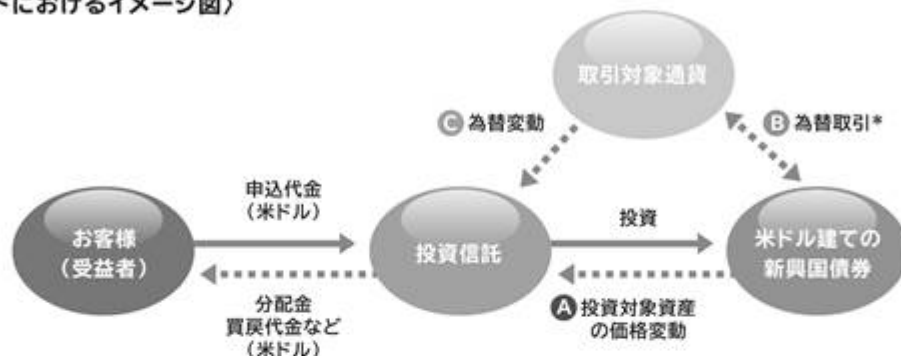 ドにおけるイメージ図〉
取引対象通貨
C 為替変動
B 為替取引*
申込代金
（米ドル）
お客様
（受益者）
投資信託
投資
米ドル建ての
新興国債券
分配金
買戻代金など
（米ドル）
A 投資対象資産
の価格変動